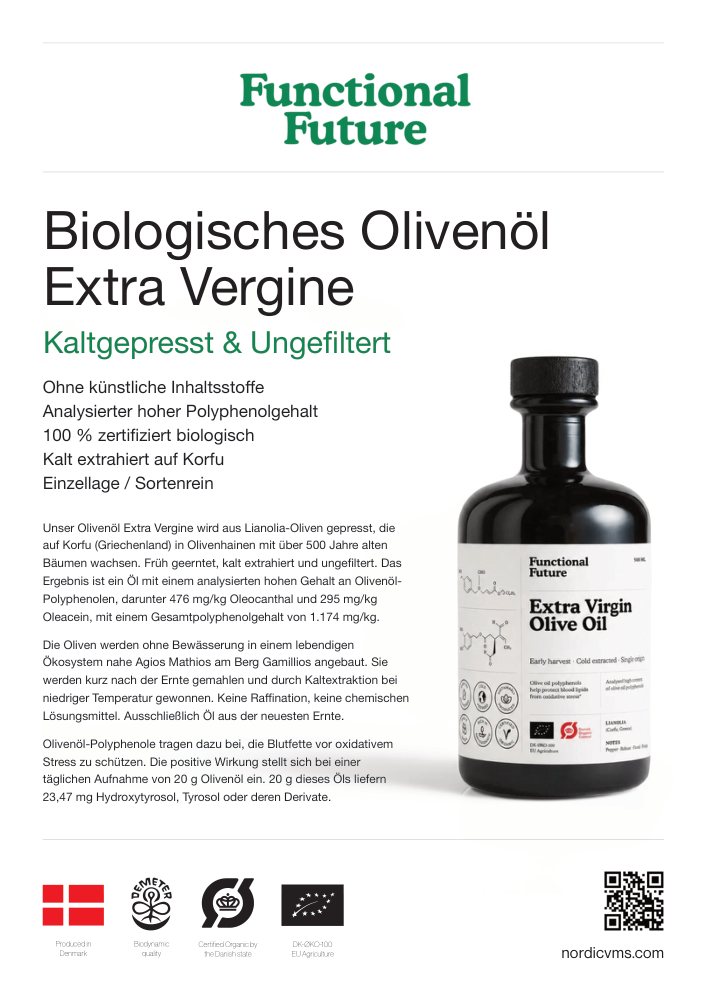 Functional
Future
Biologisches Olivenöl
Extra Vergine
Kaltgepresst & Ungefiltert
Ohne künstliche Inhaltsstoffe
Analysierter hoher Polyphenolgehalt
100 % zertifiziert biologisch
Kalt extrahiert auf Korfu
Einzellage / Sortenrein
Unser Olivenöl Extra Vergine wird aus Lianolia-Oliven gepresst, die
auf Korfu (Griechenland) in Olivenhainen mit über 500 Jahre alten
Bäumen wachsen. Früh geerntet, kalt extrahiert und ungefiltert. Das
Ergebnis ist ein Öl mit einem analysierten hohen Gehalt an Olivenöl-
Polyphenolen, darunter 476 mg/kg Oleocanthal und 295 mg/kg
Oleacein, mit einem Gesamtpolyphenolgehalt von 1.174 mg/kg.
Die Oliven werden ohne Bewässerung in einem lebendigen
Ökosystem nahe Agios Mathios am Berg Gamillios angebaut. Sie
werden kurz nach der Ernte gemahlen und durch Kaltextraktion bei
niedriger Temperatur gewonnen. Keine Raffination, keine chemischen
Lösungsmittel. Ausschließlich Öl aus der neuesten Ernte.
Olivenöl-Polyphenole tragen dazu bei, die Blutfette vor oxidativem
Stress zu schützen. Die positive Wirkung stellt sich bei einer
täglichen Aufnahme von 20 g Olivenöl ein. 20 g dieses Öls liefern
23,47 mg Hydroxytyrosol, Tyrosol oder deren Derivate.
Functional
Future
500 ML
Extra Virgin
Olive Oil
Early harvest · Cold extracted · Single origin
Olive oil polyphenols
help protect blood lipids
from oxidative stress*
Analysed high content
of olive oil polyphenols
DK-ØKO-100
EU Agriculture
LIANOLIA
(Corfu, Greece)
NOTES
DEMETER
Produced in
Denmark
Biodynamic
quality
Certified Organic by
the Danish state
DK-ØKO-100
EU Agriculture
nordicvms.com